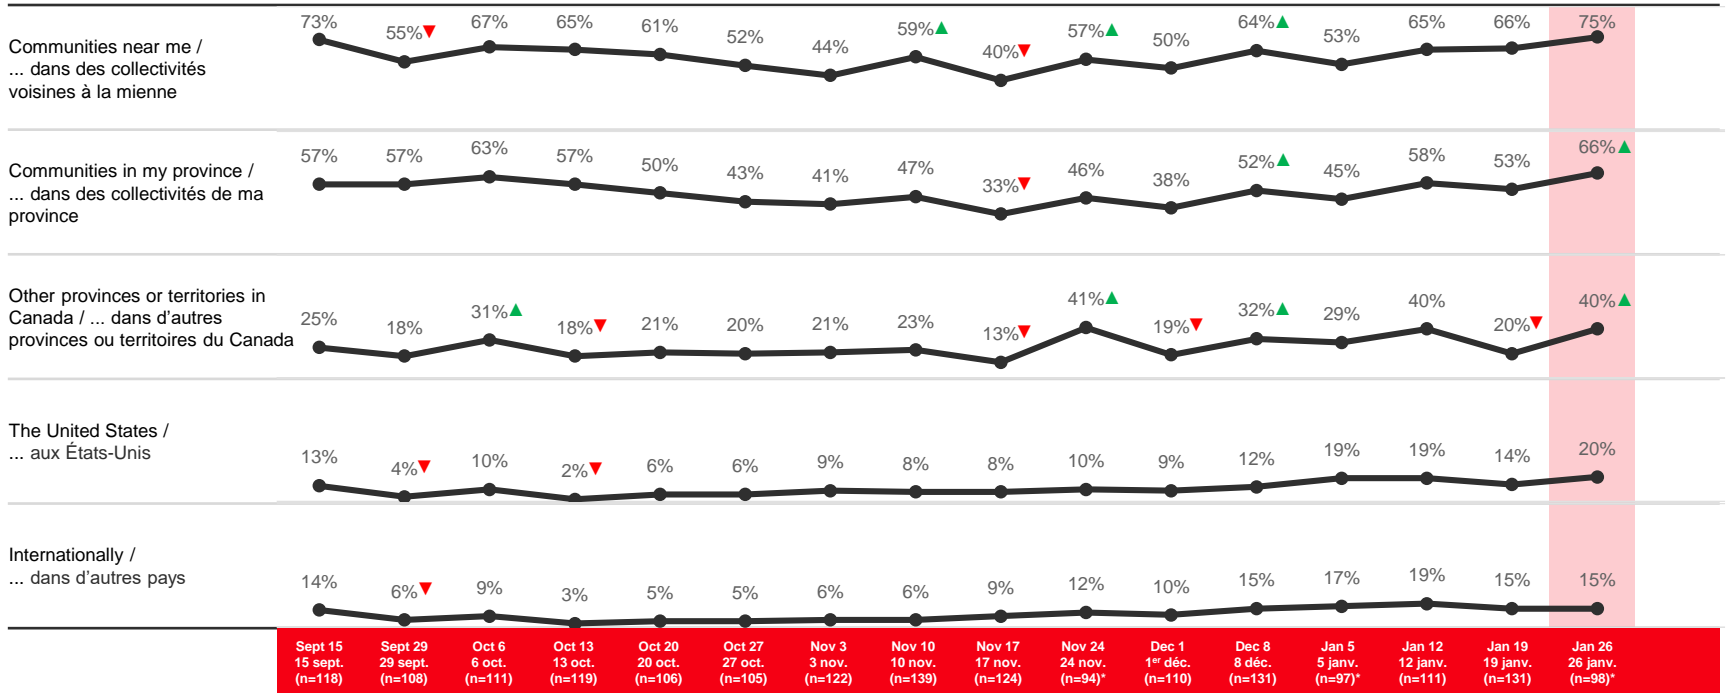 Communities near me /
... dans des collectivités
voisines à la mienne
73% 55%▼ 67% 65% 61% 52% 44% 59%▲ 40%▼ 57%▲ 50% 64%▲ 53% 65% 66% 75%
Communities in my province /
... dans des collectivités de ma
province
57% 57% 63% 57% 50% 43% 41% 47% 33%▼ 46% 38% 52%▲ 45% 58% 53% 66%▲
Other provinces or territories in
Canada / ... dans d'autres
provinces ou territoires du Canada
25% 18% 31%▲ 18%▼ 21% 20% 21% 23% 13%▼ 41%▲ 19%▼ 32%▲ 29% 40% 20%▼ 40%▲
The United States /
... aux États-Unis
13% 4%▼ 10% 2%▼ 6% 6% 9% 8% 8% 10% 9% 12% 19% 19% 14% 20%
Internationally /
... dans d'autres pays
14% 6%▼ 9% 3% 5% 5% 6% 6% 9% 12% 10% 15% 17% 19% 15% 15%
Sept 15 Sept 29 Oct 6 Oct 13 Oct 20 Oct 27 Nov 3 Nov 10 Nov 17 Nov 24 Dec 1 Dec 8 Jan 5 Jan 12 Jan 19 Jan 26
15 sept. 29 sept. 6 oct. 13 oct. 20 oct. 27 oct. 3 nov. 10 nov. 17 nov. 24 nov. 1er déc. 8 déc. 5 janv. 12 janv. 19 janv. 26 janv.
(n=118) (n=108) (n=111) (n=119) (n=106) (n=105) (n=122) (n=139) (n=124) (n=94)* (n=110) (n=131) (n=97)* (n=111) (n=131) (n=98)*